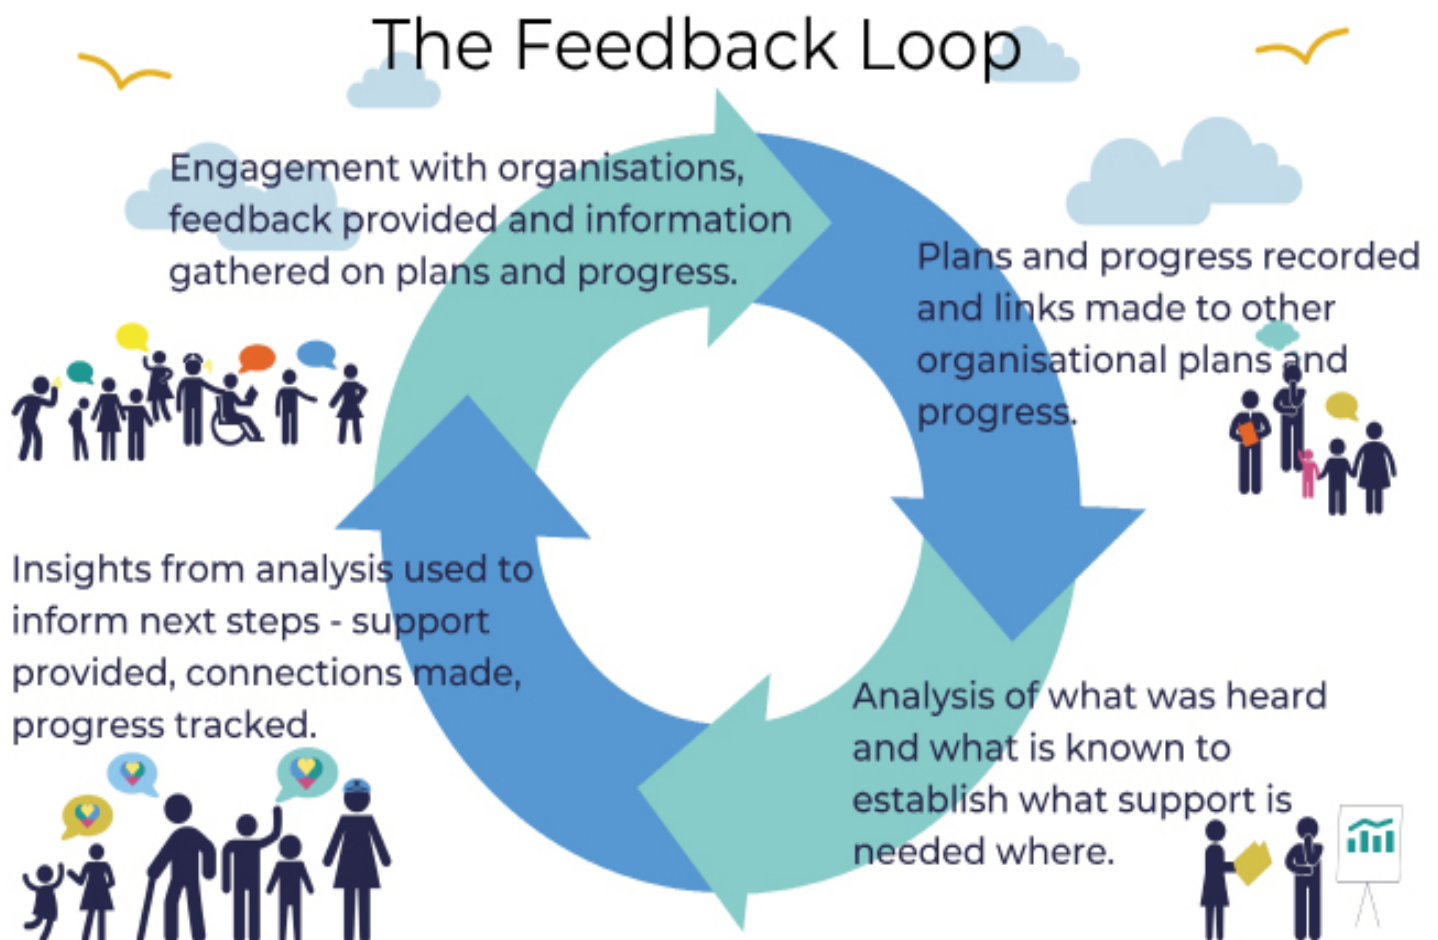 The Feedback Loop
Engagement with organisations,
feedback provided and information
gathered on plans and progress.
Plans and progress recorded
and links made to other
organisational plans and
progress.
Insights from analysis used to
inform next steps - support
provided, connections made,
progress tracked.
Analysis of what was heard
and what is known to
establish what support is
needed where.